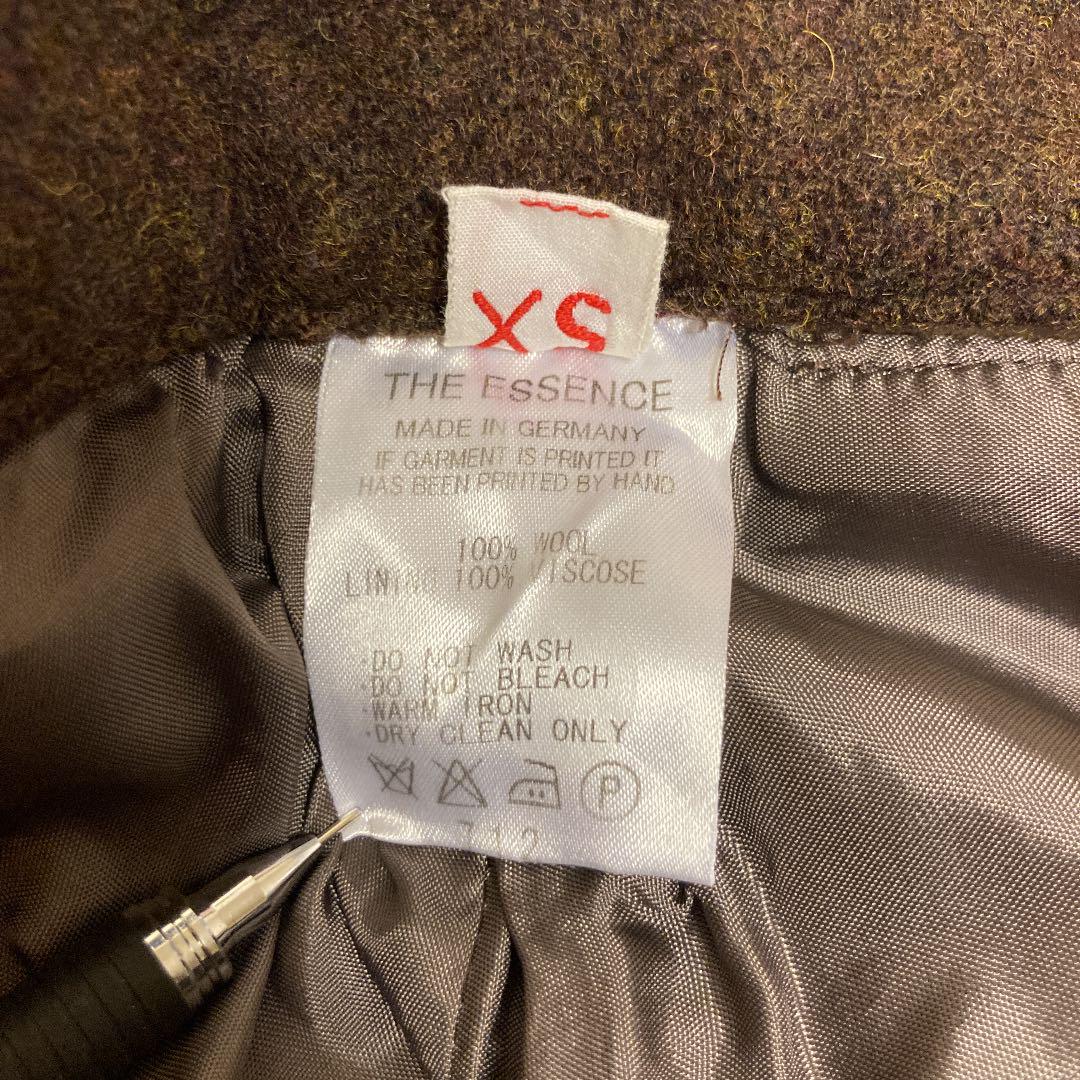 XS
THE ESSENCE
MADE IN GERMANY
IF GARMENT IS PRINTED IT
HAS BEEN PRINTED BY HAND
100% WOOL
LINING 100% VISCOSE
·DO NOT WASH
·DO NOT BLEACH
·WARM IRON
·DRY CLEAN ONLY
P